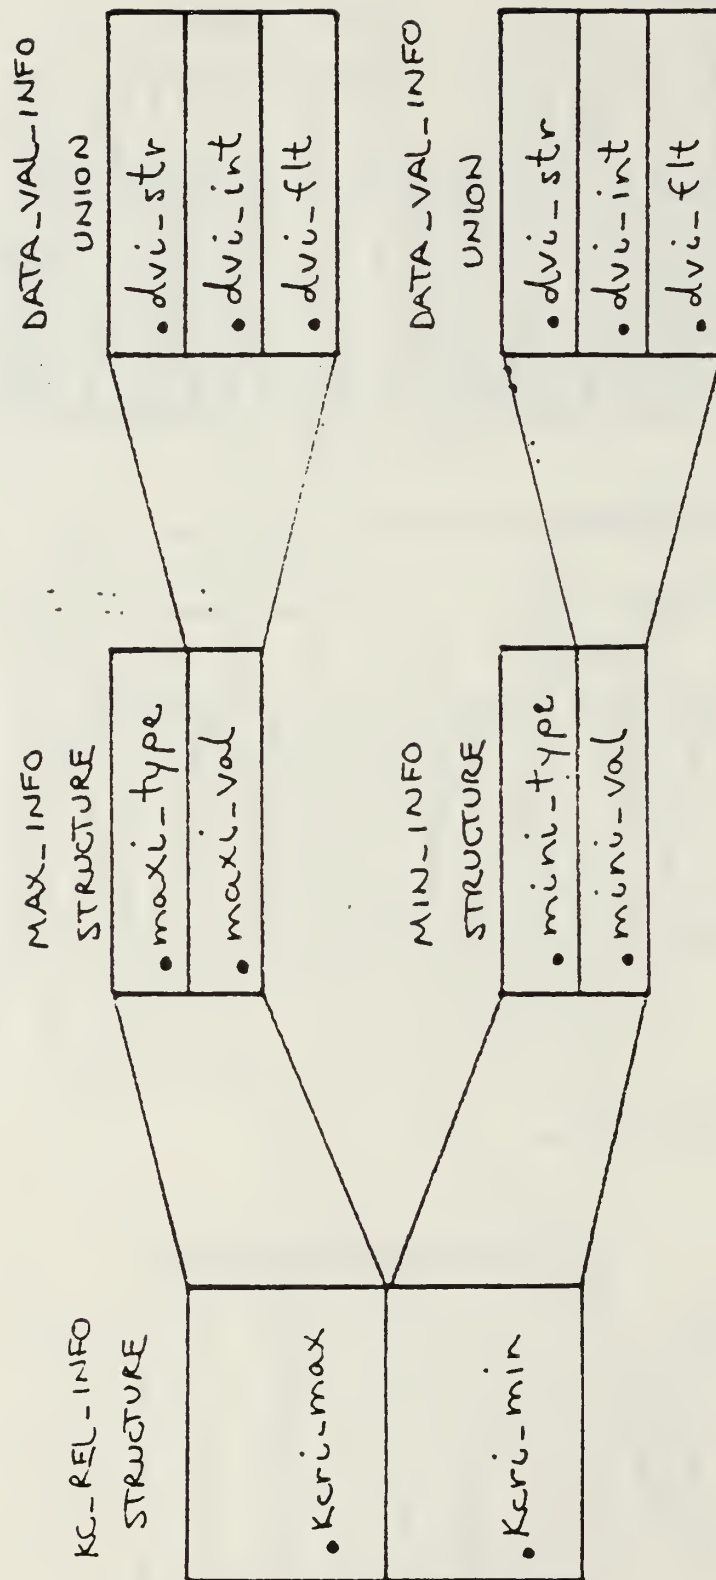 KC_REL_INFO
STRUCTURE
.kcri_max
.kcri_min
MAX_INFO
STRUCTURE
.maxi_type
.maxi_val
MIN_INFO
STRUCTURE
.mini_type
.mini_val
DATA_VAL_INFO
UNION
.dvi_str
.dvi_int
.dvi_flt
DATA_VAL_INFO
UNION
.dvi_str
.dvi_int
.dvi_flt